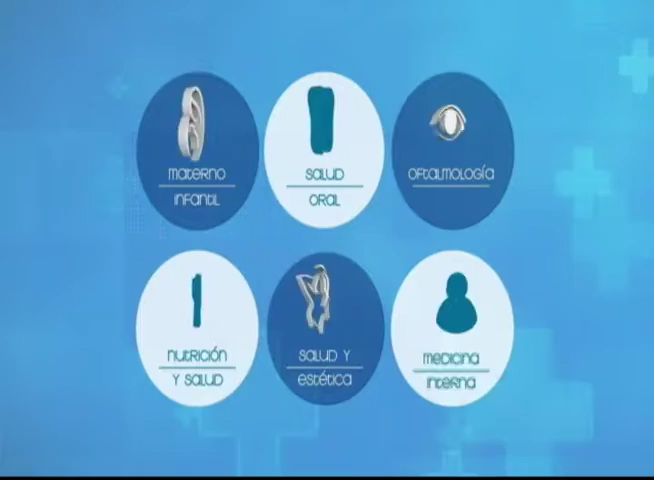 materno
infantil
salud
oral
oftalmología
nutrición
y salud
salud y
estética
medicina
interna